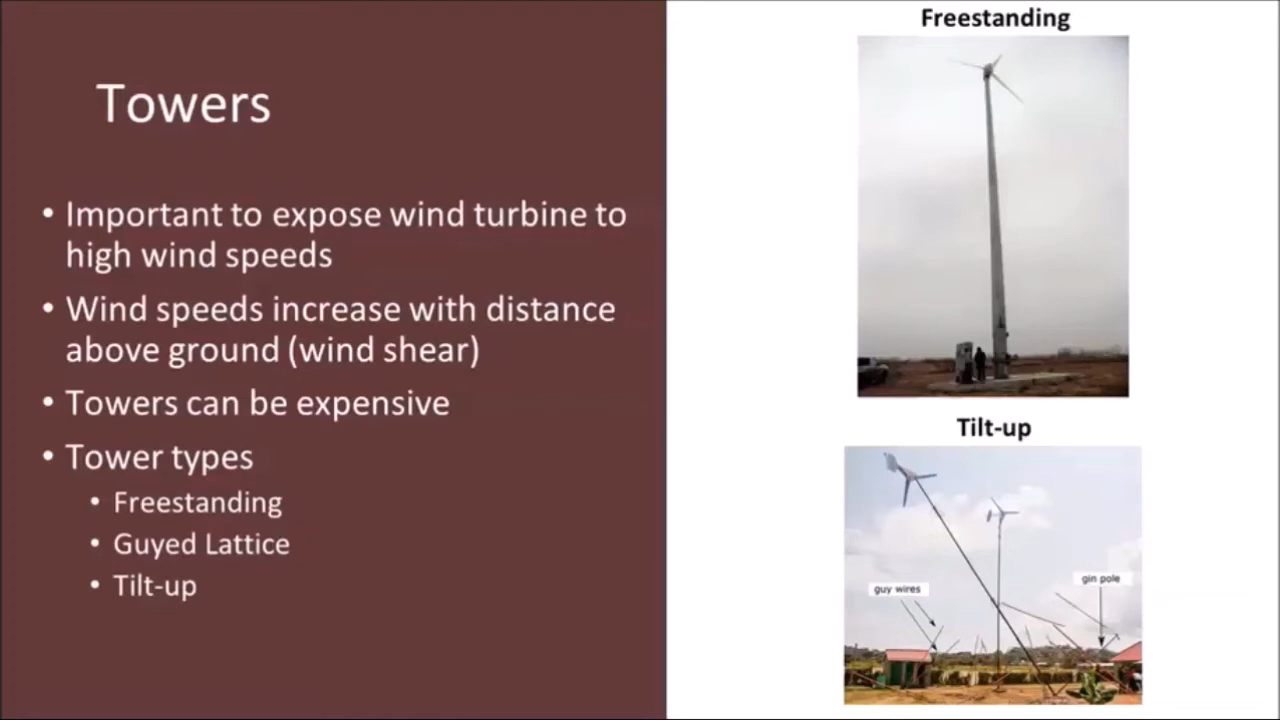 Towers
• Important to expose wind turbine to
high wind speeds
• Wind speeds increase with distance
above ground (wind shear)
• Towers can be expensive
• Tower types
• Freestanding
• Guyed Lattice
• Tilt-up
Freestanding
Tilt-up
guy wires
gin pole